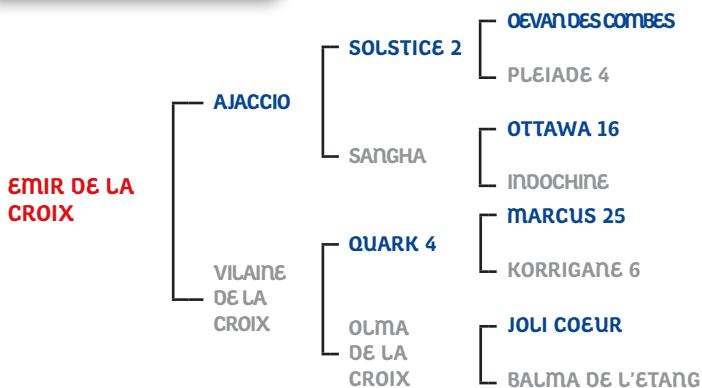 OEVAN DES COMBES
SOLSTICE 2
PLEIADE 4
AJACCIO
OTTAWA 16
SANGHA
INDOCHINE
EMIR DE LA
CROIX
MARCUS 25
QUARK 4
KORRIGANE 6
VILAINE
DE LA
CROIX
JOLI COEUR
OLMA
DE LA
CROIX
BALMA DE L'ETANG